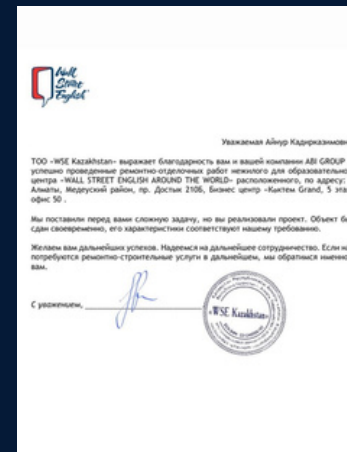 Wall
Street
English
Уважаемая Айнур Кадирказимовн
ТОО «WSE Kazakhstan» выражает благодарность вам и вашей компании ABI GROUP
успешно проведенные ремонтно-отделочных работ нежилого для образовательно
центра «WALL STREET ENGLISH AROUND THE WORLD» расположенного, по адресу:
Алматы, Медеуский район, пр. Достык 210Б, Бизнес центр «Кыктем Grand, 5 эта
офис 50 .
Мы поставили перед вами сложную задачу, но вы реализовали проект. Объект бы
сдан своевременно, его характеристики соответствуют нашему требованию.
Желаем вам дальнейших успехов. Надеемся на дальнейшее сотрудничество. Если на
потребуются ремонтно-строительные услуги в дальнейшем, мы обратимся именно
вам.
С уважением,
«WSE Kazakhstan»